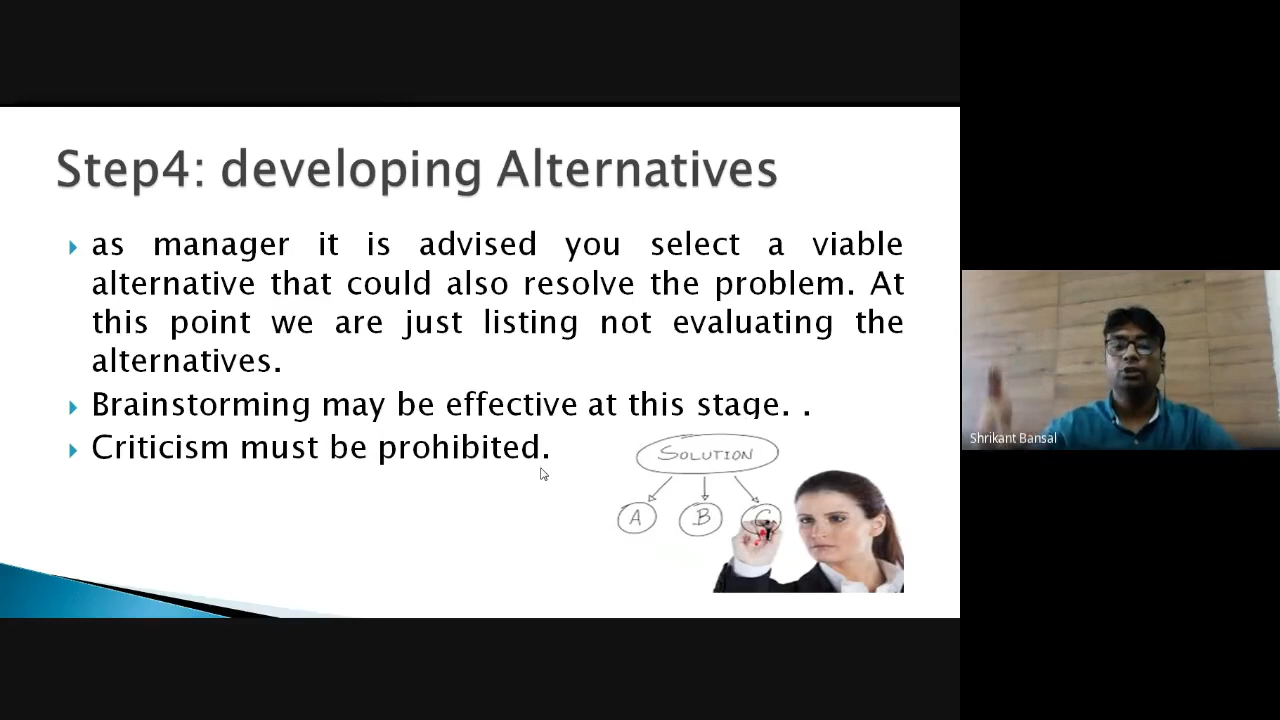 Step4: developing Alternatives
as manager it is advised you select a viable
alternative that could also resolve the problem. At
this point we are just listing not evaluating the
alternatives.
Brainstorming may be effective at this stage. .
Criticism must be prohibited.
SOLUTION
A B C
Shrikant Bansal